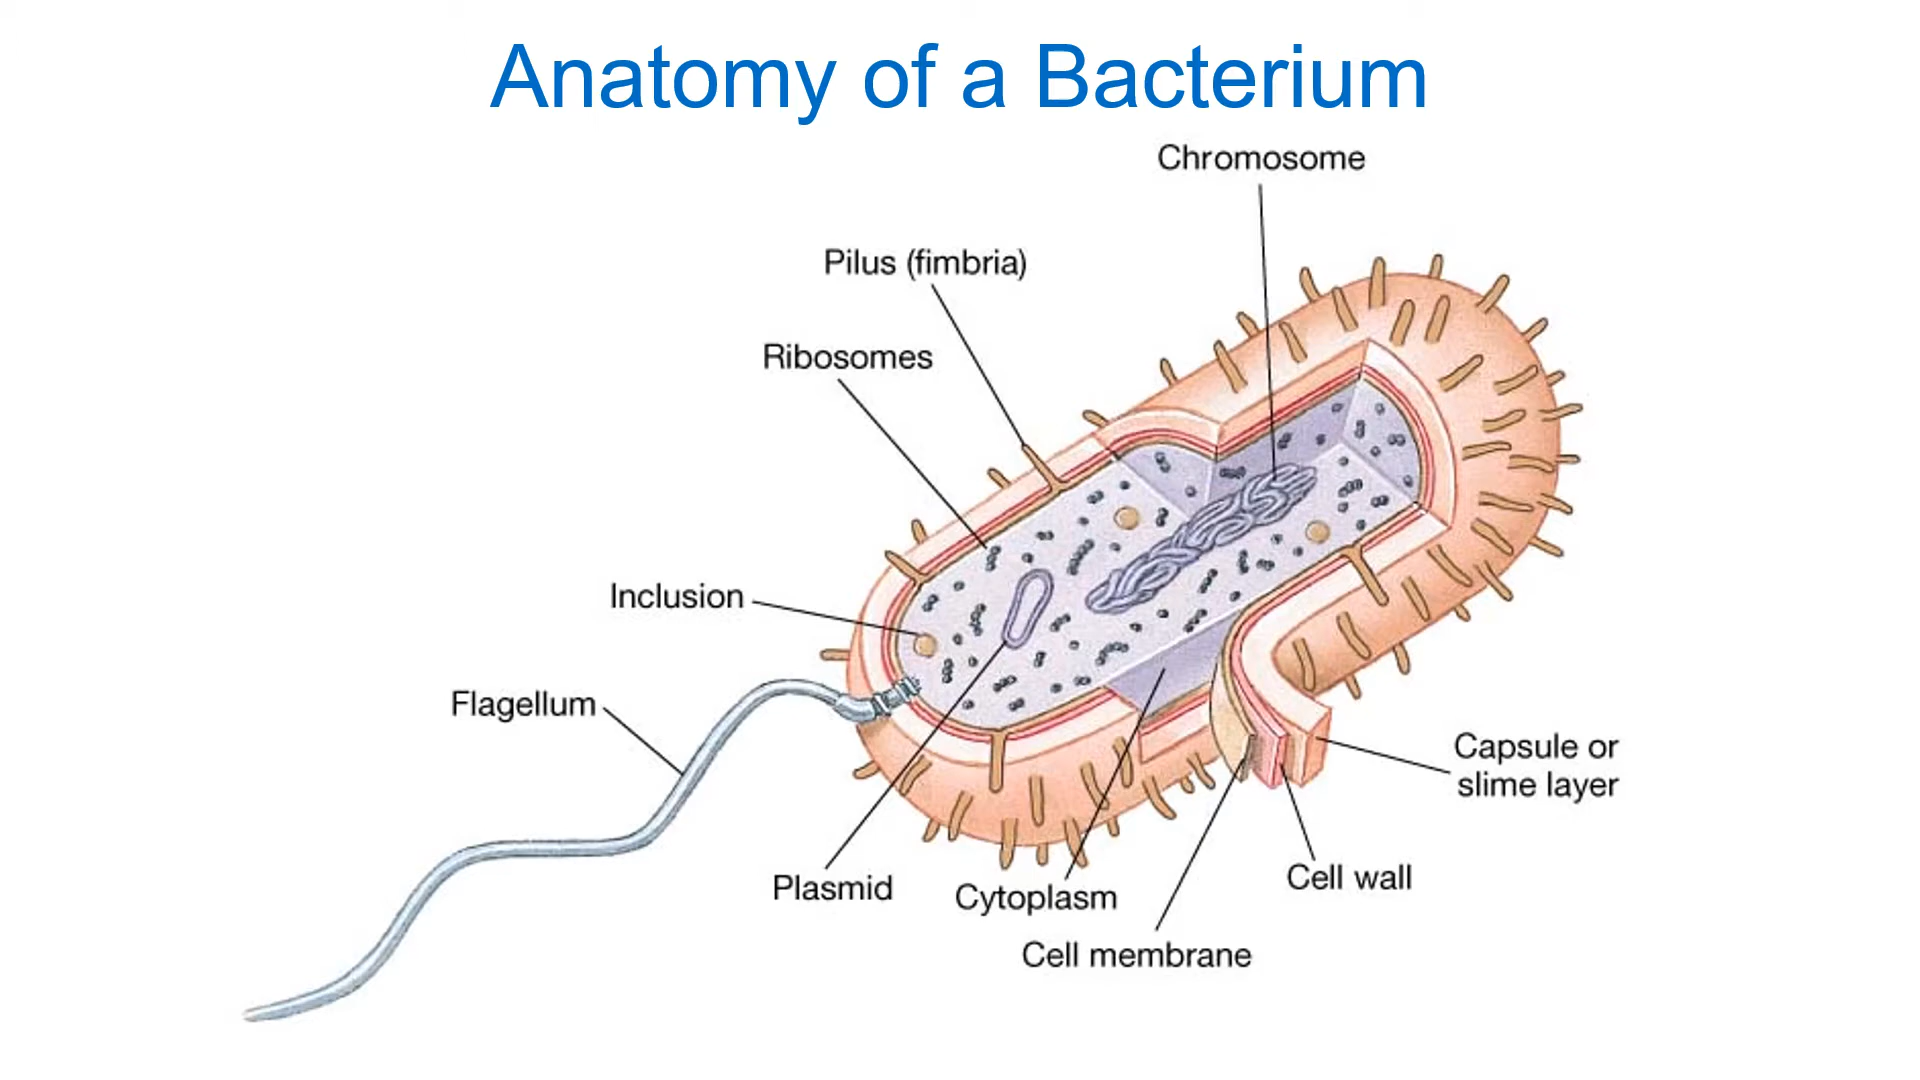 Anatomy of a Bacterium
Chromosome
Pilus (fimbria)
Ribosomes
Inclusion
Flagellum
Capsule or
slime layer
Cell wall
Plasmid
Cytoplasm
Cell membrane